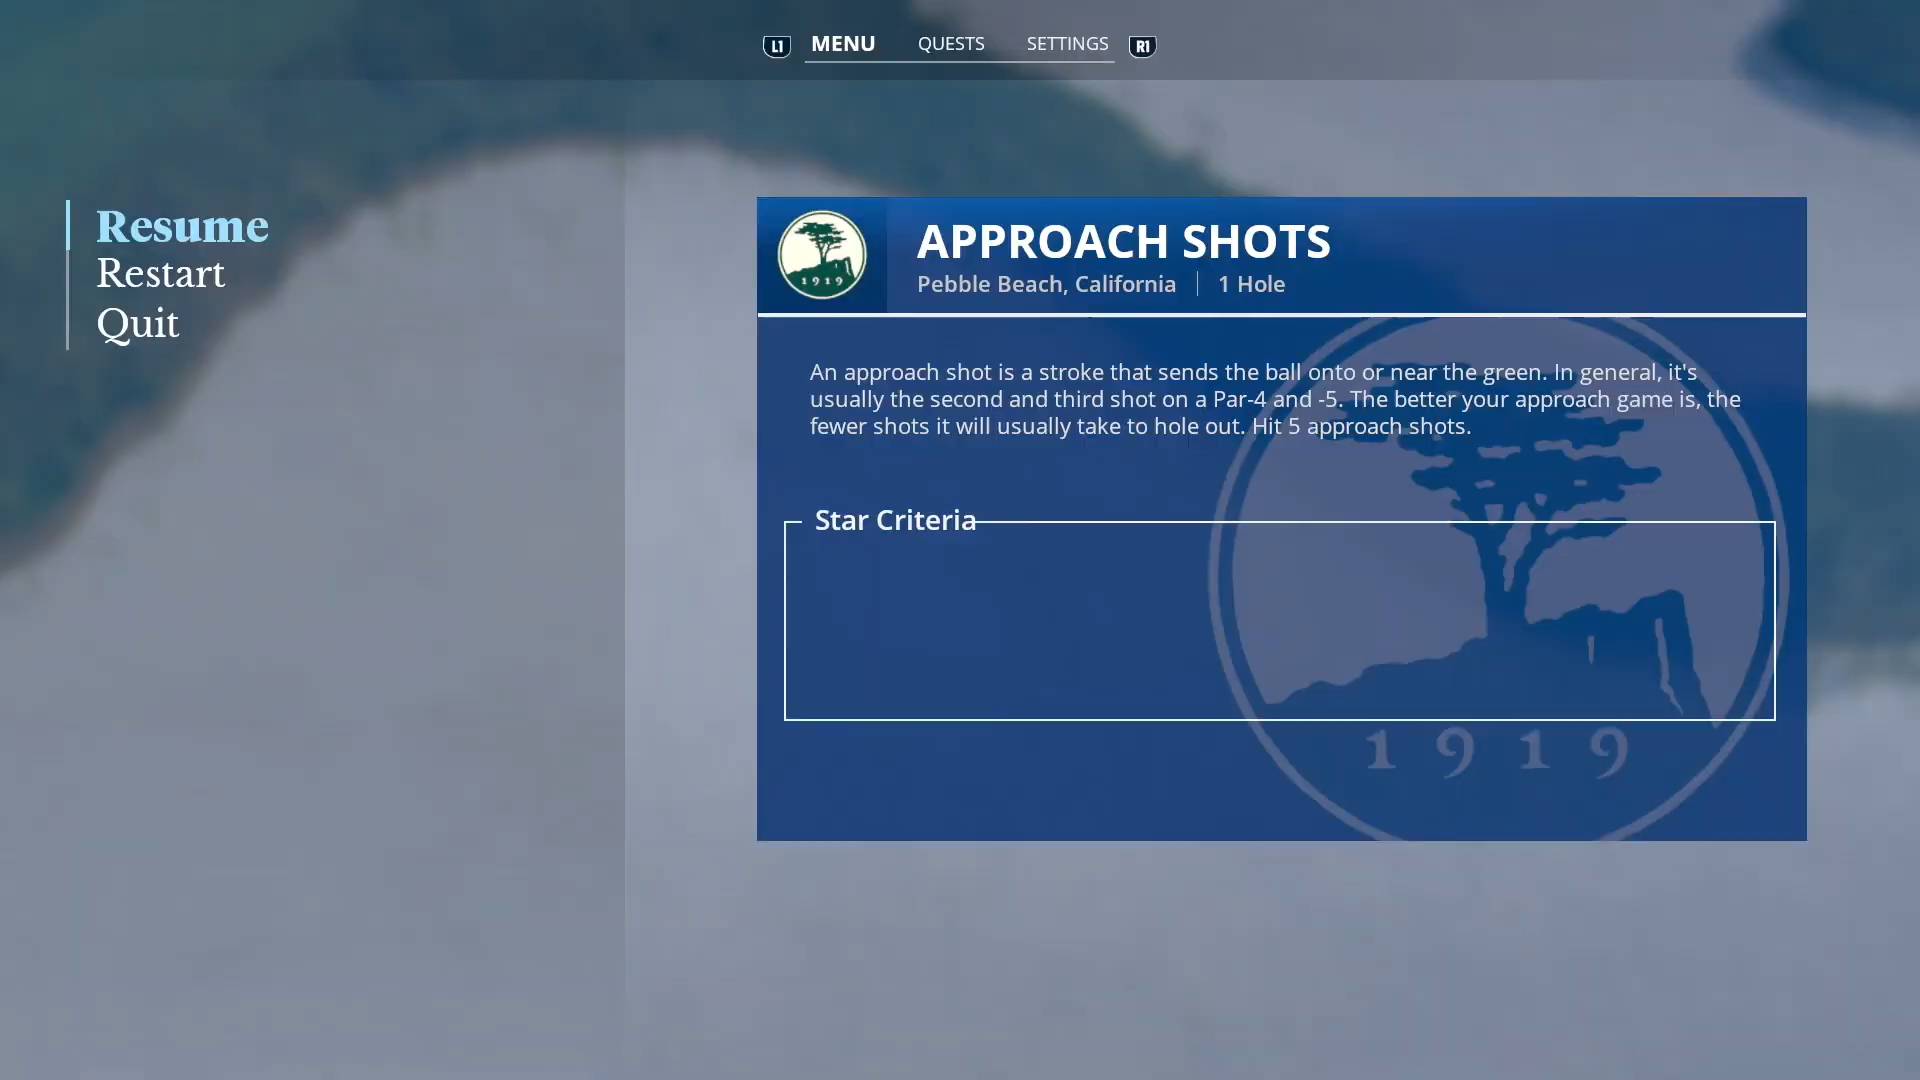 L1 MENU QUESTS SETTINGS R1
Resume
Restart
Quit
1919
APPROACH SHOTS
Pebble Beach, California | 1 Hole
An approach shot is a stroke that sends the ball onto or near the green. In general, it's
usually the second and third shot on a Par-4 and -5. The better your approach game is, the
fewer shots it will usually take to hole out. Hit 5 approach shots.
Star Criteria
1919